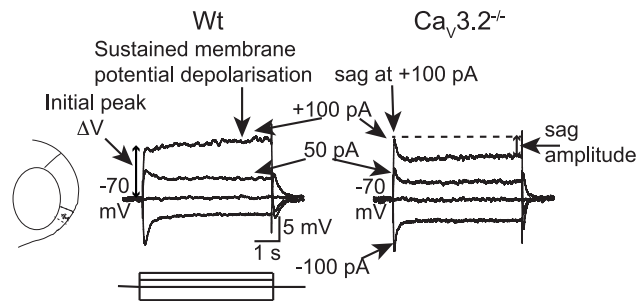 Wt
Ca_V3.2^-/-
Sustained membrane
potential depolarisation
sag at +100 pA
Initial peak
ΔV
+100 pA
50 pA
sag
amplitude
-70
mV
-70
mV
5 mV
1 s
-100 pA